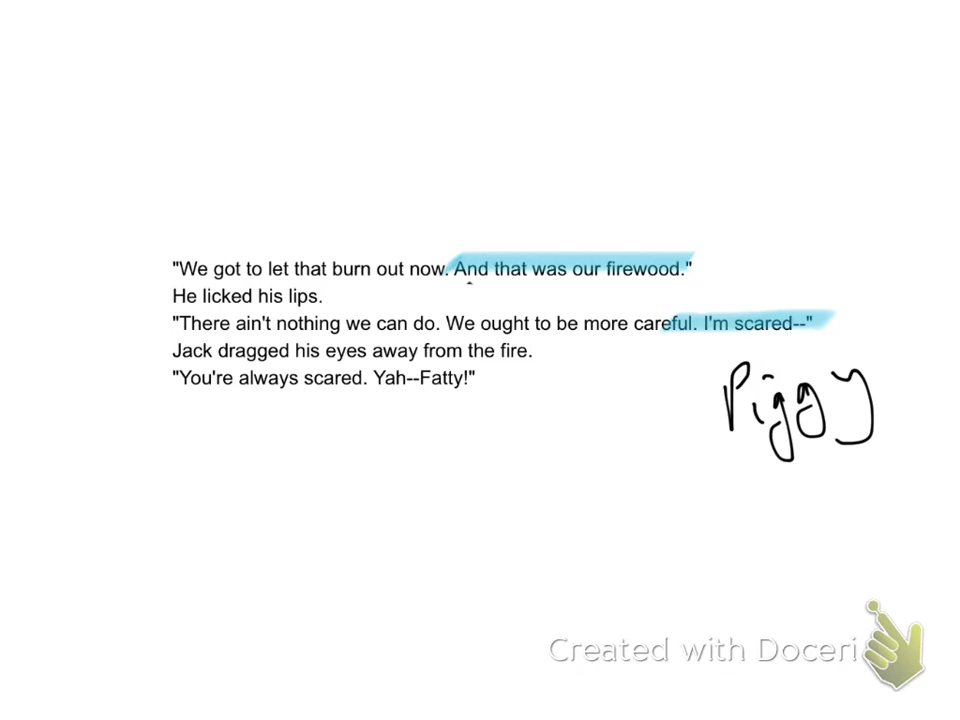 "We got to let that burn out now. And that was our firewood."
He licked his lips.
"There ain't nothing we can do. We ought to be more careful. I'm scared--"
Jack dragged his eyes away from the fire.
"You're always scared. Yah--Fatty!"
Piggy
Created with Doceri